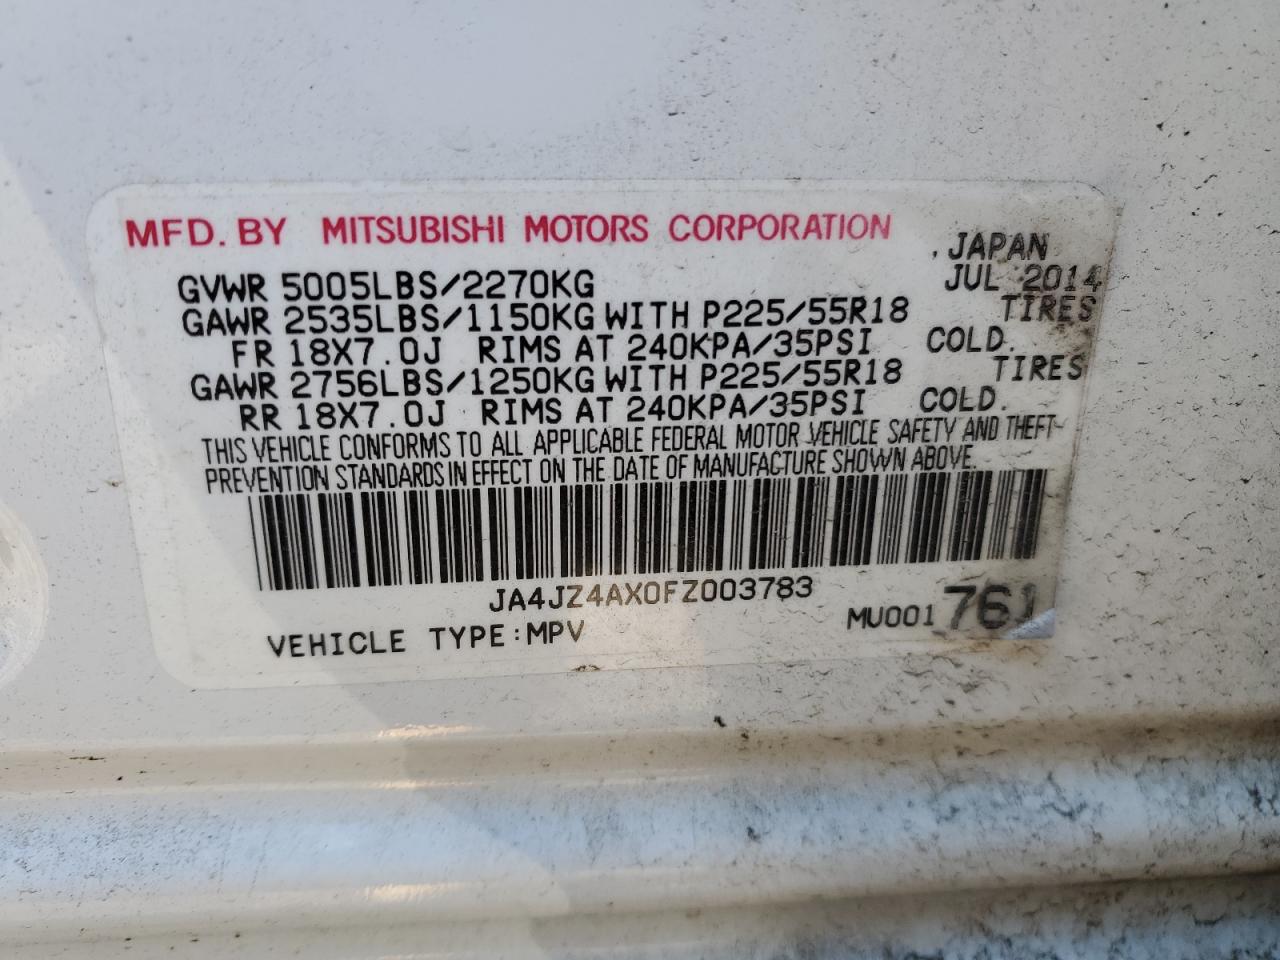 MFD. BY MITSUBISHI MOTORS CORPORATION
. JAPAN
GVWR 5005LBS/2270KG JUL 2014
GAWR 2535LBS/1150KG WITH P225/55R18 TIRES
FR 18X7.0J RIMS AT 240KPA/35PSI COLD.
GAWR 2756LBS/1250KG WITH P225/55R18 TIRES
RR 18X7.0J RIMS AT 240KPA/35PSI COLD.
THIS VEHICLE CONFORMS TO ALL APPLICABLE FEDERAL MOTOR VEHICLE SAFETY AND THEFT-
PREVENTION STANDARDS IN EFFECT ON THE DATE OF MANUFACTURE SHOWN ABOVE.
JA4JZ4AX0FZ003783
VEHICLE TYPE:MPV MU001761